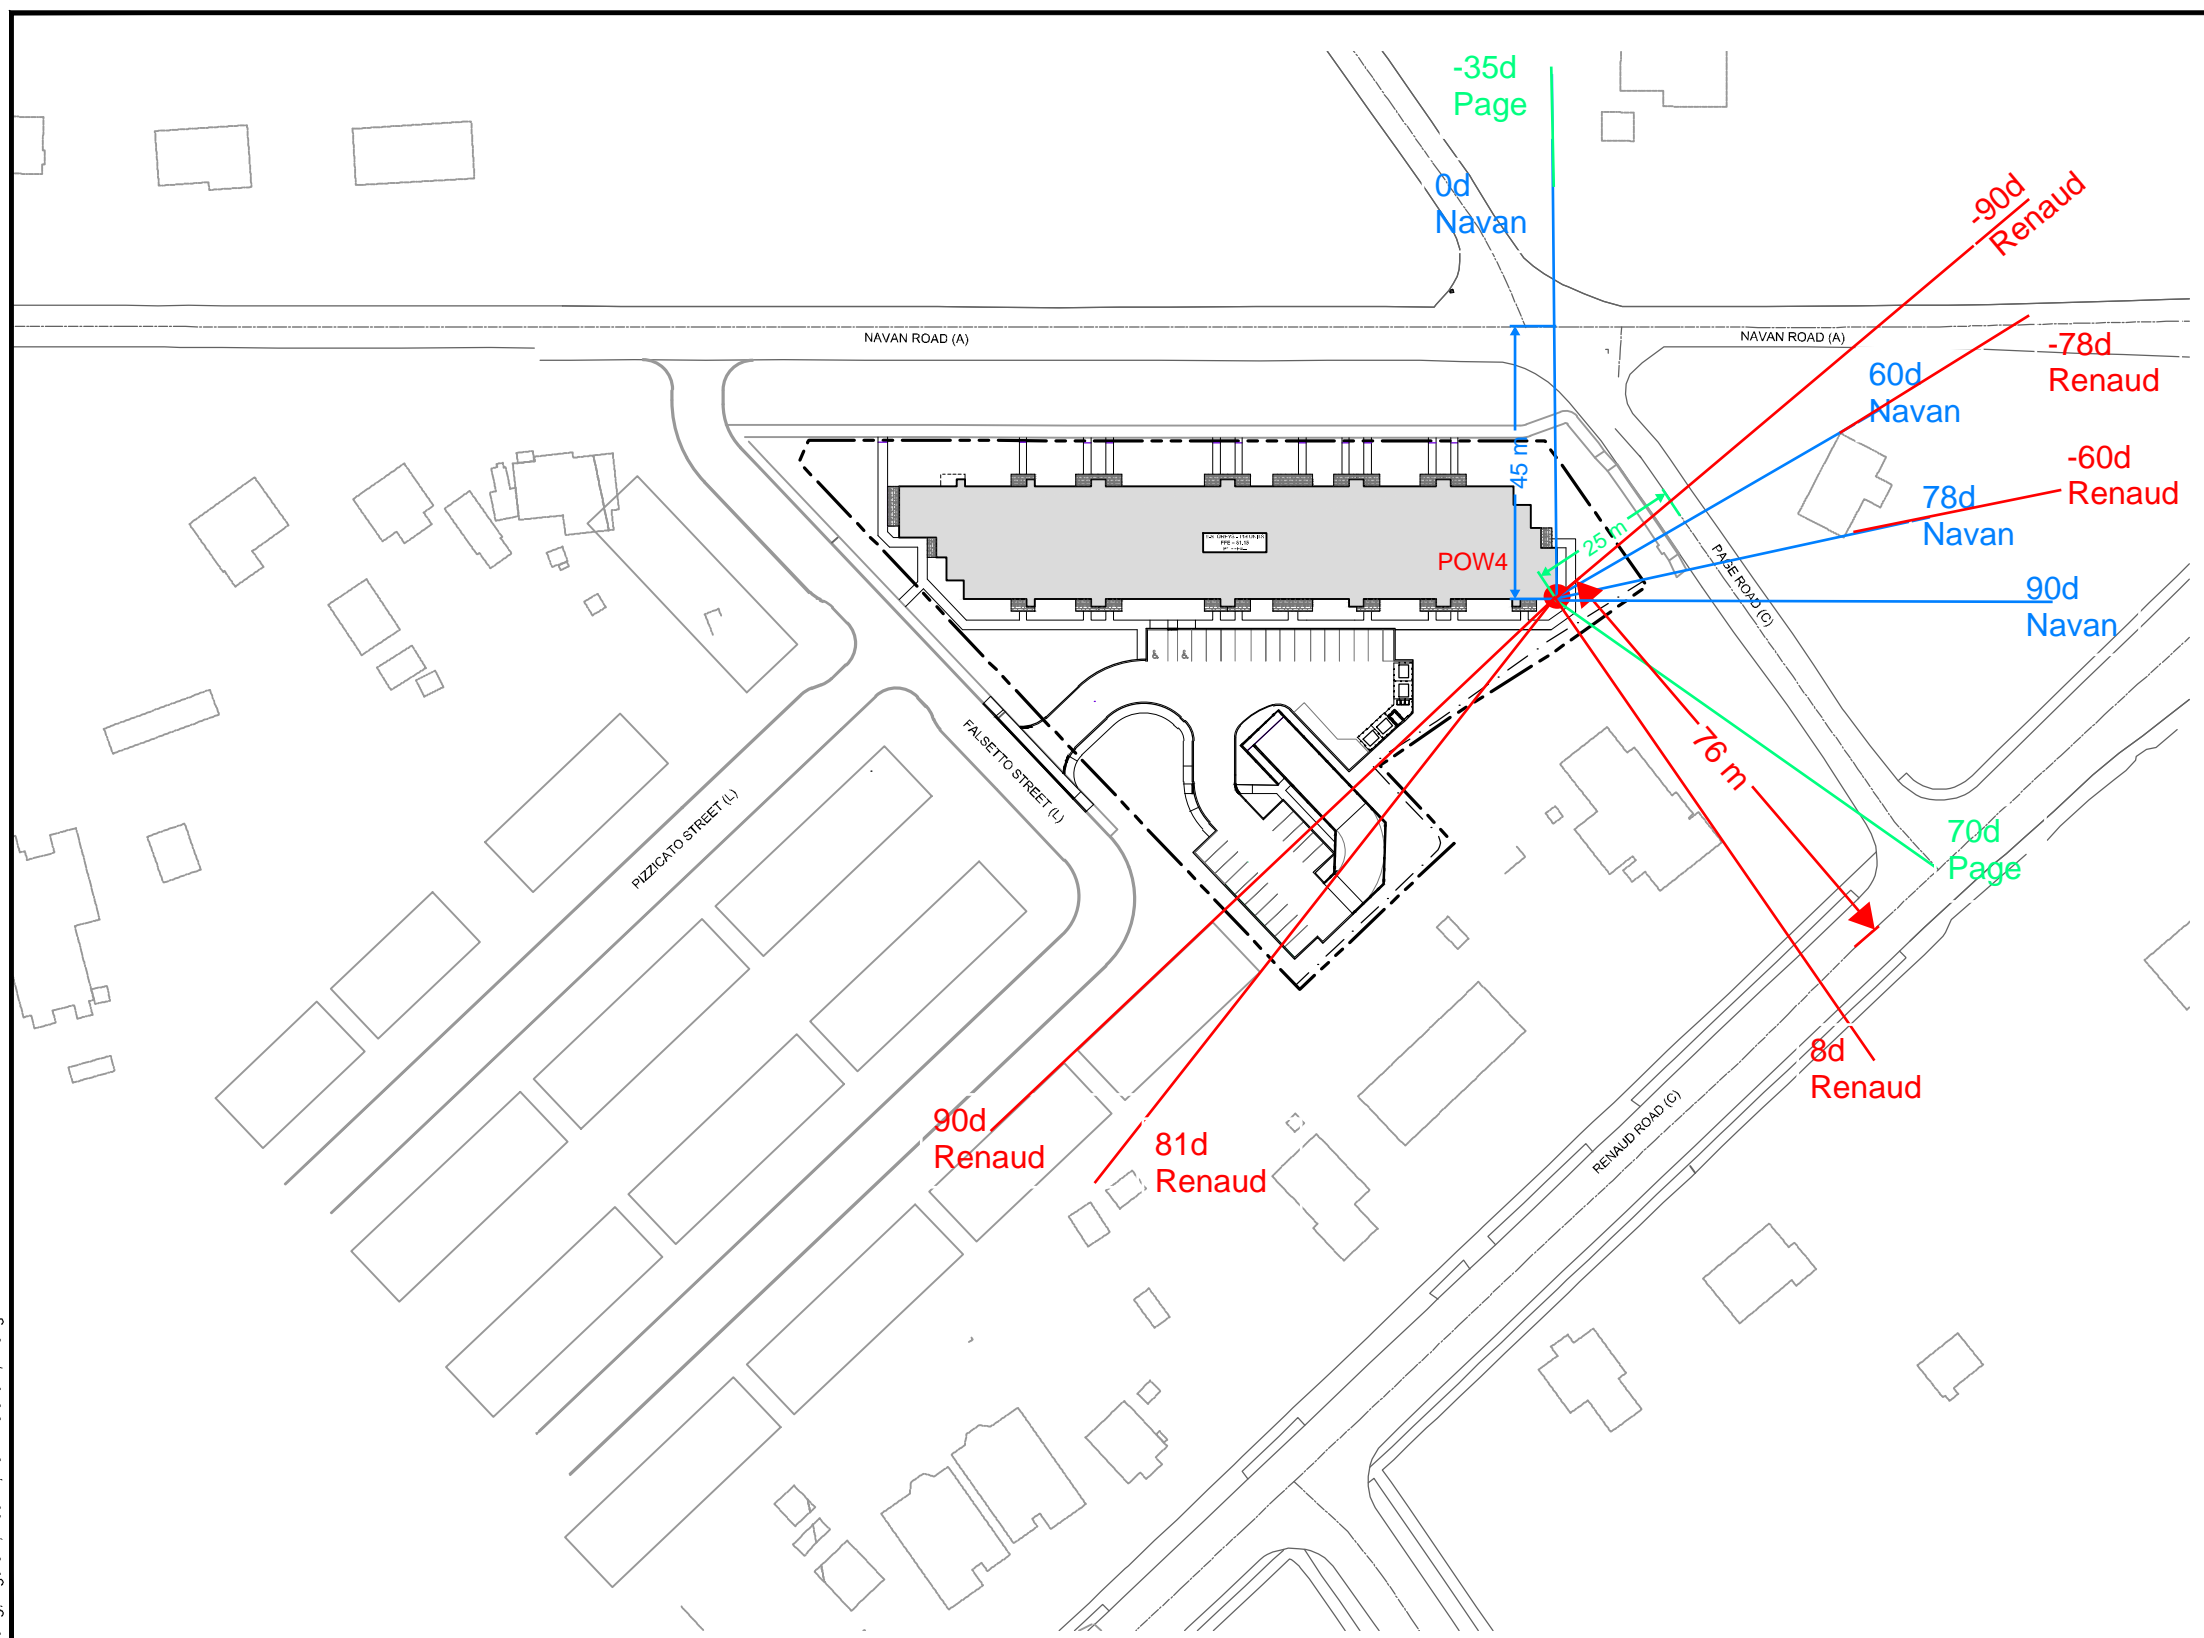 -35d
Page
0d
Navan
-90d
Renaud
NAVAN ROAD (A)
NAVAN ROAD (A)
-78d
Renaud
60d
Navan
-60d
Renaud
78d
Navan
45 m
25 m
POW4
PAGE ROAD (C)
90d
Navan
76 m
FALSETTO STREET (L)
PIZZICATO STREET (L)
70d
Page
8d
Renaud
90d
Renaud
81d
Renaud
RENAUD ROAD (C)